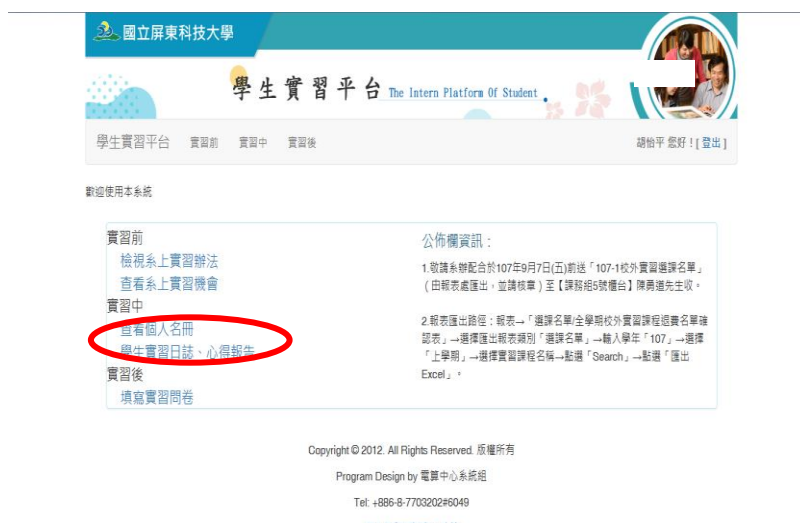 國立屏東科技大學
學生實習平台 The Intern Platform Of Student
學生實習平台 實習前 實習中 實習後 胡怡平 您好！[ 登出 ]
歡迎使用本系統
實習前
檢視系上實習辦法
查看系上實習機會
實習中
查看個人名冊
學生實習日誌、心得報告
實習後
填寫實習問卷
公佈欄資訊：
1.敬請系辦配合於107年9月7日(五)前送「107-1校外實習選課名單」
(由報表處匯出，並請核章)至【課務組5號櫃台】陳勇道先生收。
2.報表匯出路徑：報表→「選課名單/全學期校外實習課程退費名單確
認表」→選擇匯出報表類別「選課名單」→輸入學年「107」→選擇
「上學期」→選擇實習課程名稱→點選「Search」→點選「匯出
Excel」。
Copyright © 2012. All Rights Reserved. 版權所有
Program Design by 電算中心系統組
Tel: +886-8-7703202#6049